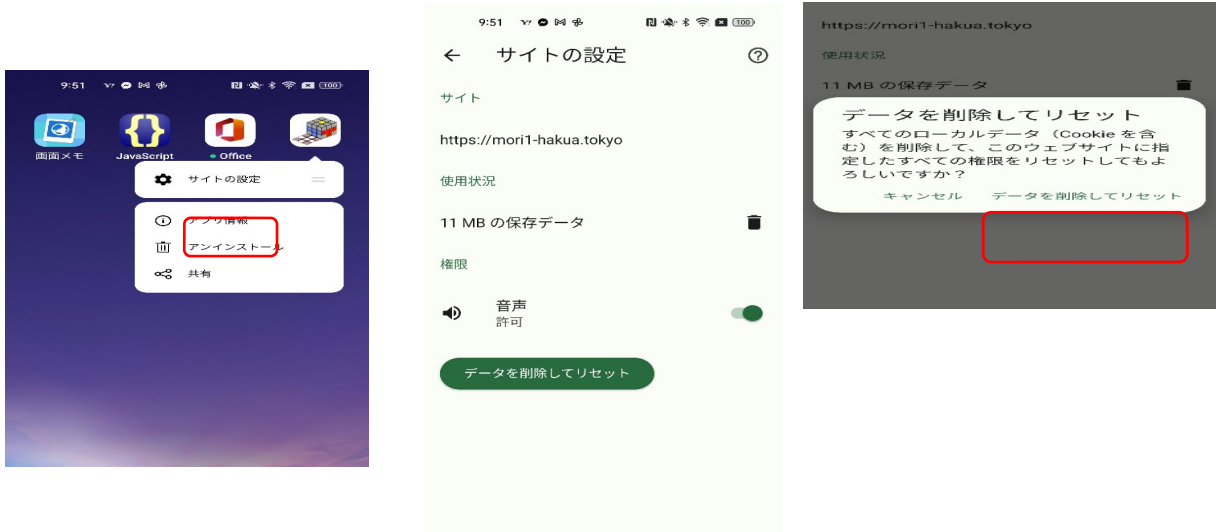 9:51
画面メモ
JavaScript
Office
サイトの設定
アプリ情報
アンインストール
共有
9:51
100
サイトの設定
サイト
https://mori1-hakua.tokyo
使用状況
11 MB の保存データ
権限
音声
許可
データを削除してリセット
https://mori1-hakua.tokyo
使用状況
11 MB の保存データ
データを削除してリセット
すべてのローカルデータ（Cookie を含
む）を削除して、このウェブサイトに指
定したすべての権限をリセットしてもよ
ろしいですか？
キャンセル データを削除してリセット